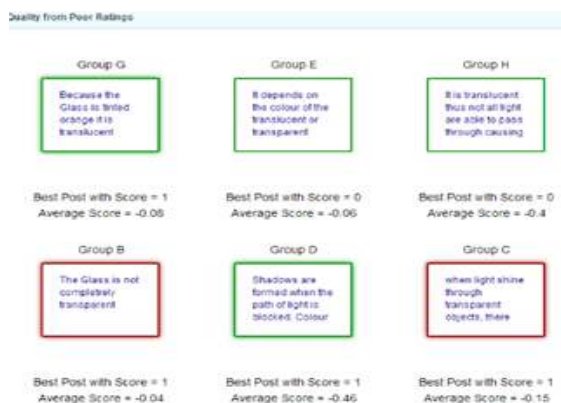 Quality from Peer Ratings
Group G
Group E
Group H
Because the
Glass is tinted
orange it is
translucent
It depends on
the colour of the
translucent or
transparent
It is translucent
thus not all light
are able to pass
through causing
Best Post with Score = 1
Average Score = -0.08
Best Post with Score = 0
Average Score = -0.06
Best Post with Score = 0
Average Score = -0.4
Group B
Group D
Group C
The Glass is not
completely
transparent
Shadows are
formed when the
path of light is
blocked. Colour
when light shine
through
transparent
objects, there
Best Post with Score = 1
Average Score = -0.04
Best Post with Score = 1
Average Score = -0.46
Best Post with Score = 1
Average Score = -0.15